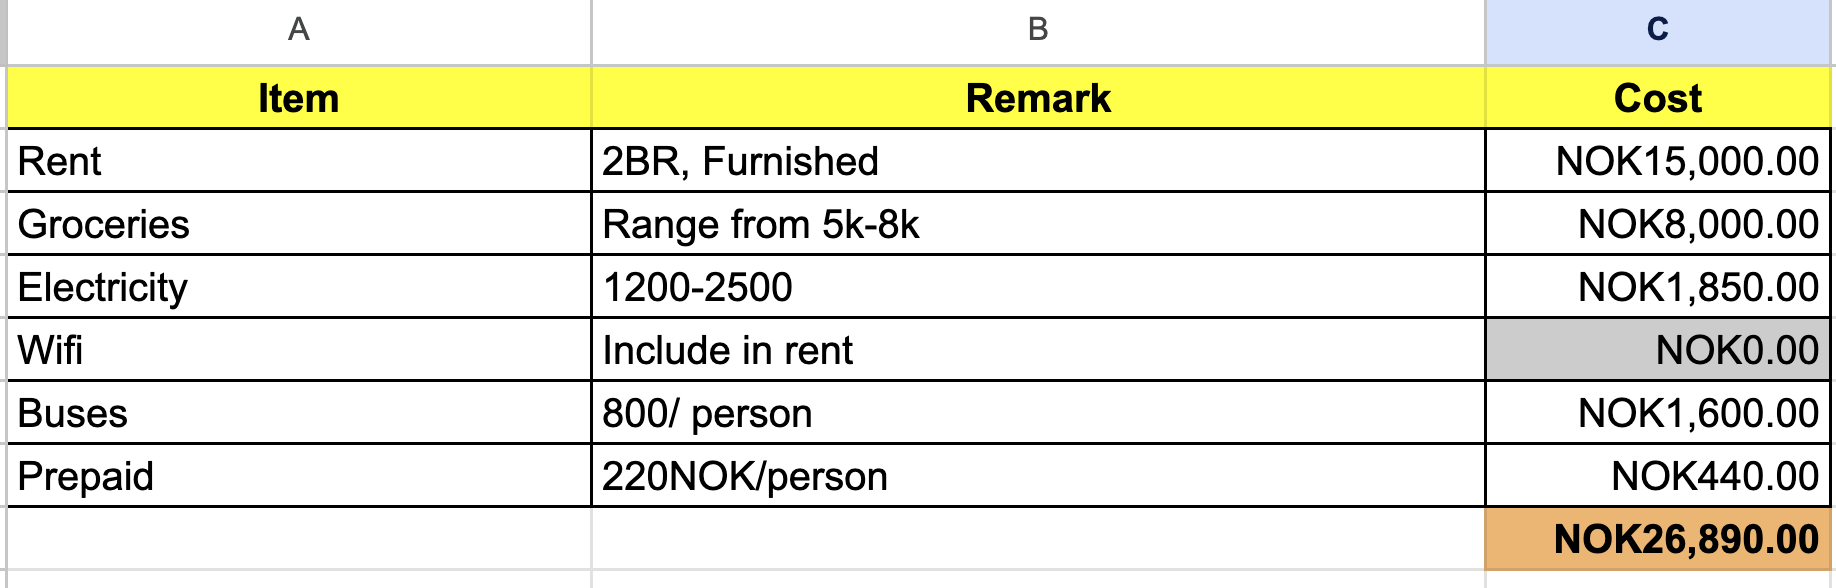 A B C
Item Remark Cost
Rent 2BR, Furnished NOK15,000.00
Groceries Range from 5k-8k NOK8,000.00
Electricity 1200-2500 NOK1,850.00
Wifi Include in rent NOK0.00
Buses 800/ person NOK1,600.00
Prepaid 220NOK/person NOK440.00
NOK26,890.00